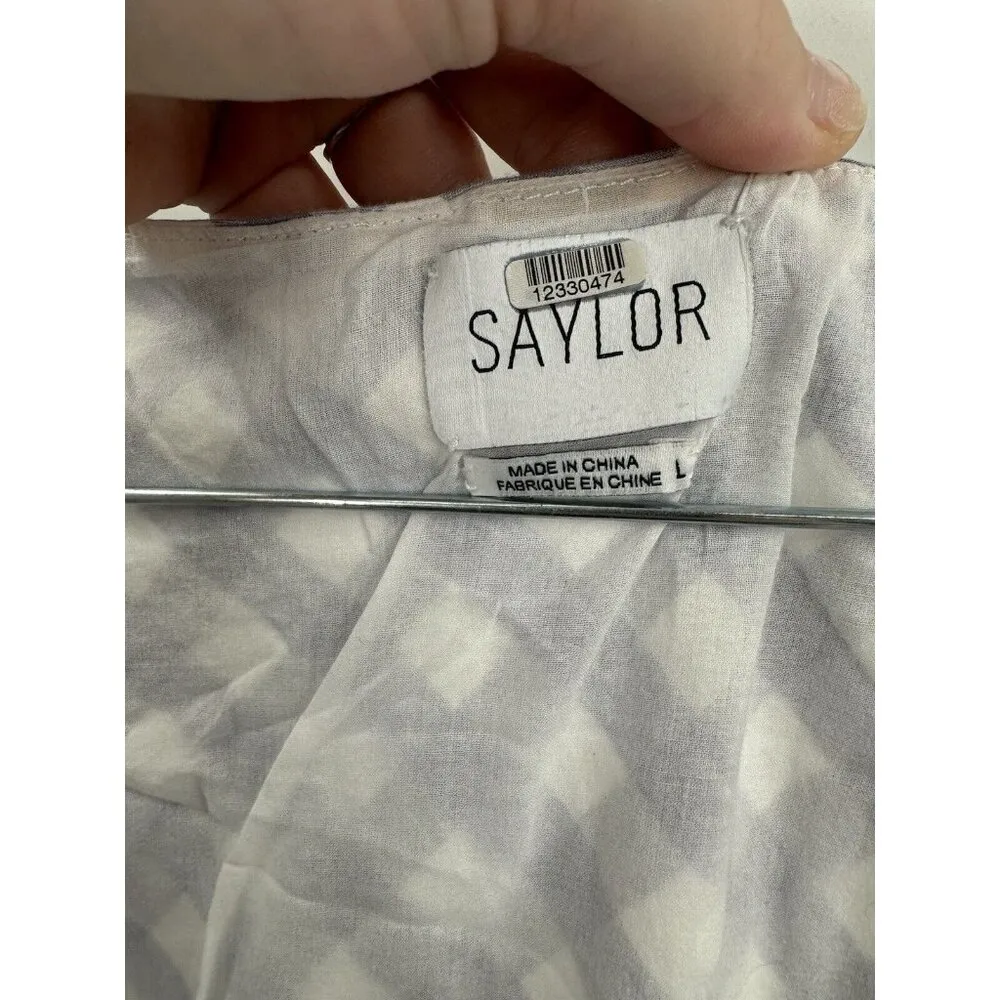 12330474
SAYLOR
MADE IN CHINA
FABRIQUE EN CHINE L